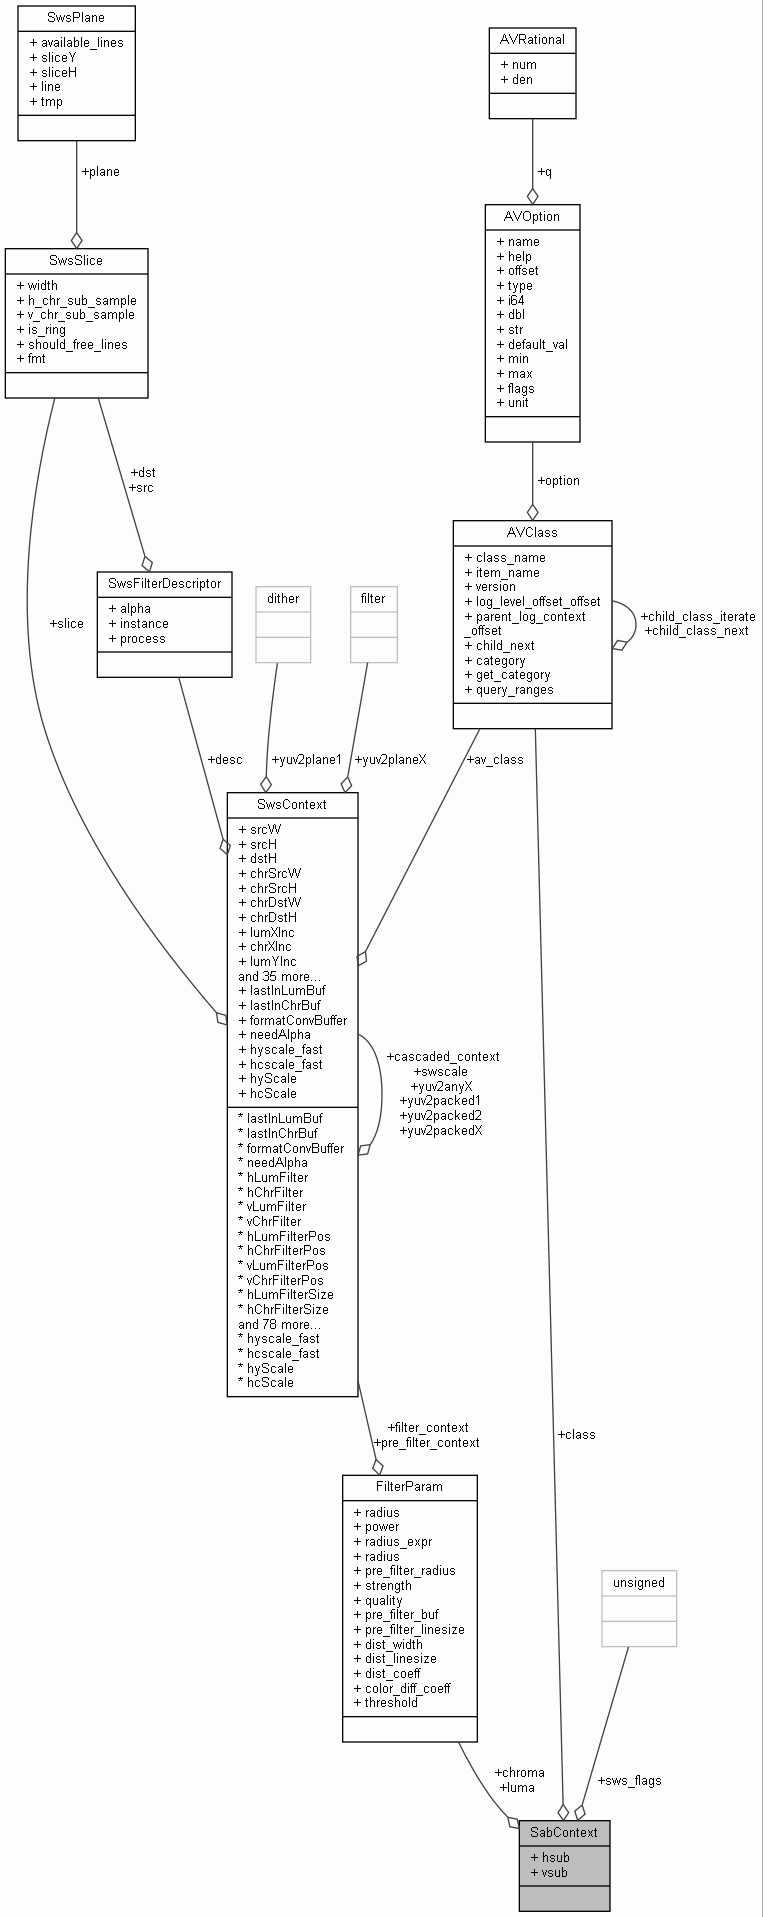 SwsPlane
+ available_lines
+ sliceY
+ sliceH
+ line
+ tmp
AVRational
+ num
+ den
+plane
+q
AVOption
+ name
+ help
+ offset
+ type
+ i64
+ dbl
+ str
+ default_val
+ min
+ max
+ flags
+ unit
SwsSlice
+ width
+ h_chr_sub_sample
+ v_chr_sub_sample
+ is_ring
+ should_free_lines
+ fmt
+dst
+src
+option
AVClass
+ class_name
+ item_name
+ version
+ log_level_offset_offset
+ parent_log_context
_offset
+ child_next
+ category
+ get_category
+ query_ranges
+child_class_iterate
+child_class_next
SwsFilterDescriptor
+ alpha
+ instance
+ process
dither
filter
+slice
+desc
+yuv2plane1
+yuv2planeX
+av_class
SwsContext
+ srcW
+ srcH
+ dstH
+ chrSrcW
+ chrSrcH
+ chrDstW
+ chrDstH
+ lumXInc
+ chrXInc
+ lumYInc
and 35 more...
+ lastInLumBuf
+ lastInChrBuf
+ formatConvBuffer
+ needAlpha
+ hyscale_fast
+ hcscale_fast
+ hyScale
+ hcScale
* lastInLumBuf
* lastInChrBuf
* formatConvBuffer
* needAlpha
* hLumFilter
* hChrFilter
* vLumFilter
* vChrFilter
* hLumFilterPos
* hChrFilterPos
* vLumFilterPos
* vChrFilterPos
* hLumFilterSize
* hChrFilterSize
and 78 more...
* hyscale_fast
* hcscale_fast
* hyScale
* hcScale
+cascaded_context
+swscale
+yuv2anyX
+yuv2packed1
+yuv2packed2
+yuv2packedX
+filter_context
+pre_filter_context
+class
FilterParam
+ radius
+ power
+ radius_expr
+ radius
+ pre_filter_radius
+ strength
+ quality
+ pre_filter_buf
+ pre_filter_linesize
+ dist_width
+ dist_linesize
+ dist_coeff
+ color_diff_coeff
+ threshold
unsigned
+chroma
+luma
+sws_flags
SabContext
+ hsub
+ vsub